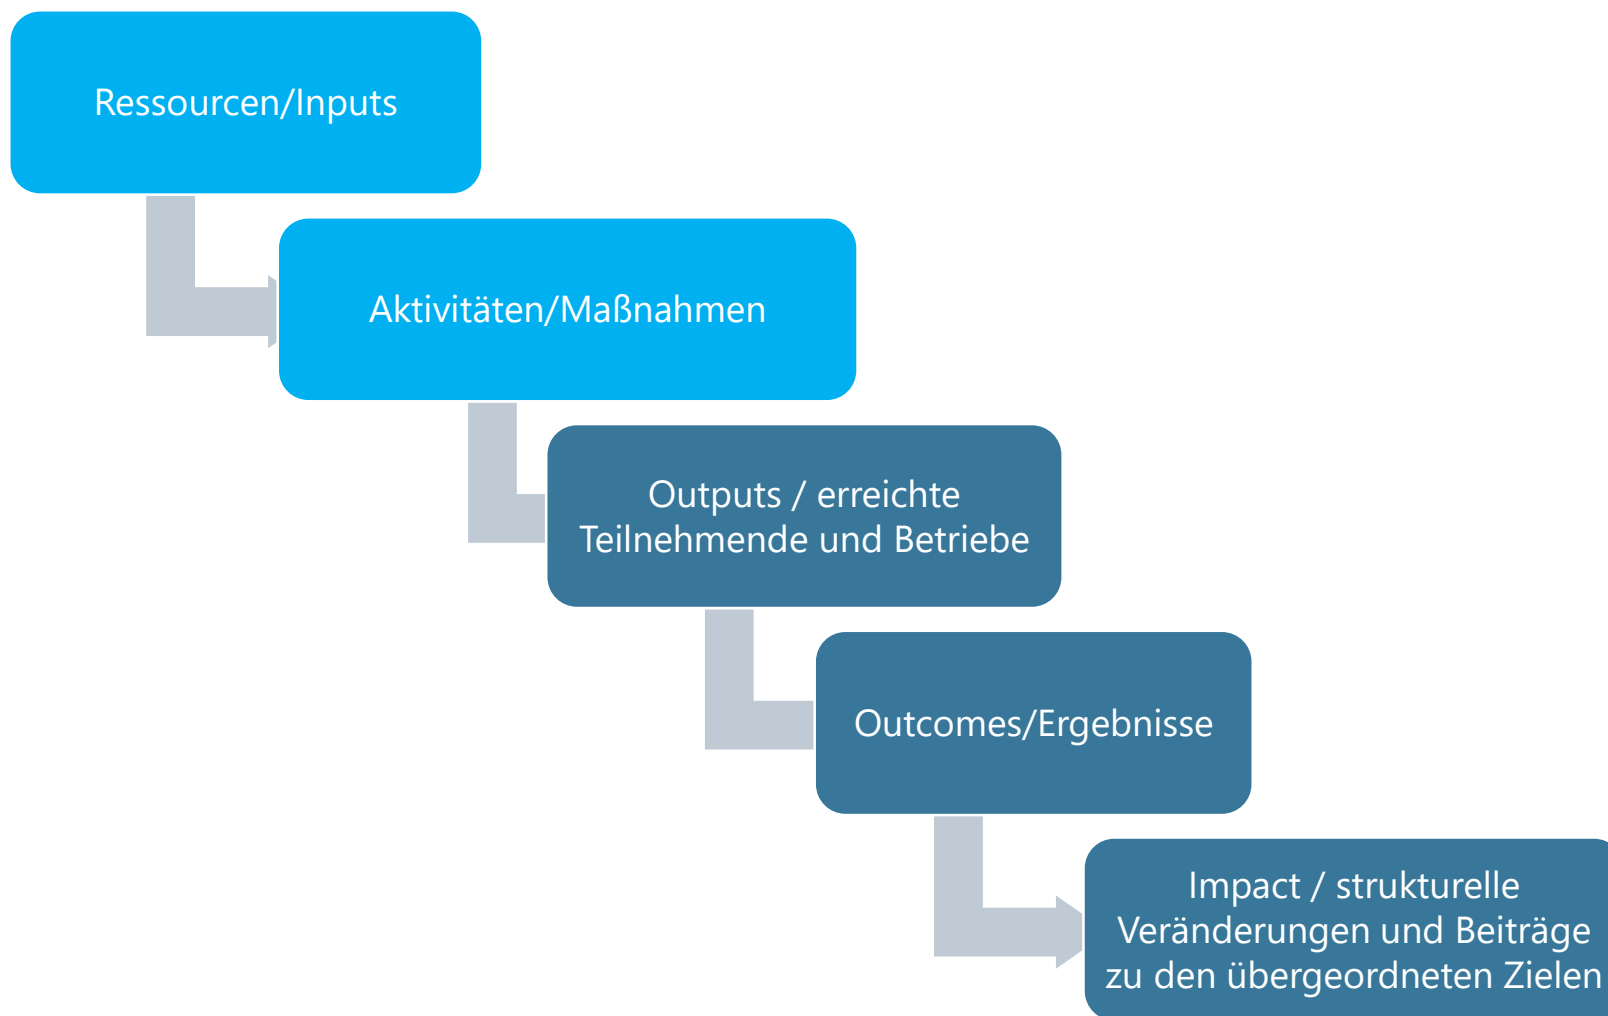 Ressourcen/Inputs
Aktivitäten/Maßnahmen
Outputs / erreichte
Teilnehmende und Betriebe
Outcomes/Ergebnisse
Impact / strukturelle
Veränderungen und Beiträge
zu den übergeordneten Zielen